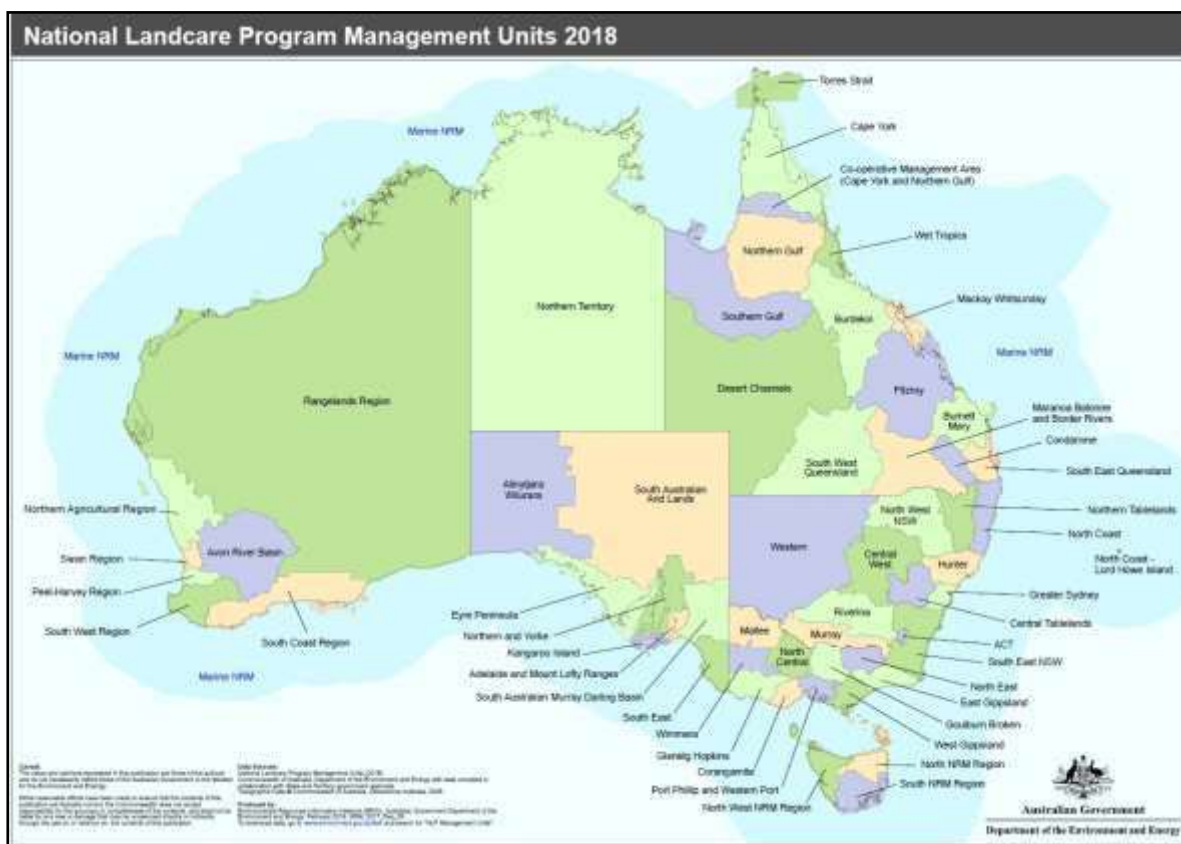 National Landcare Program Management Units 2018
Torres Strait
Marine NRM
Cape York
Co-operative Management Area
(Cape York and Northern Gulf)
Wet Tropics
Northern Gulf
Mackay Whitsunday
Northern Territory
Southern Gulf
Burdekin
Marine NRM
Marine NRM
Rangelands Region
Desert Channels
Fitzroy
Burnett
Mary
Maranoa Balonne
and Border Rivers
Condamine
South West
Queensland
South East Queensland
Alinytjara
Wilurara
South Australian
Arid Lands
Northern Agricultural Region
North West
NSW
Northern Tablelands
North Coast
Swan Region
Avon River Basin
Western
Central
West
Hunter
North Coast -
Lord Howe Island
Peel-Harvey Region
Greater Sydney
Eyre Peninsula
Riverina
Central Tablelands
South West Region
South Coast Region
Northern and Yorke
Mallee
Murray
ACT
Kangaroo Island
North
Central
South East NSW
Adelaide and Mount Lofty Ranges
Marine NRM
North East
South Australian Murray Darling Basin
East Gippsland
South East
Goulburn Broken
Wimmera
West Gippsland
Glenelg Hopkins
Corangamite
North NRM Region
Port Phillip and Western Port
South NRM Region
North West NRM Region
Australian Government
Department of the Environment and Energy